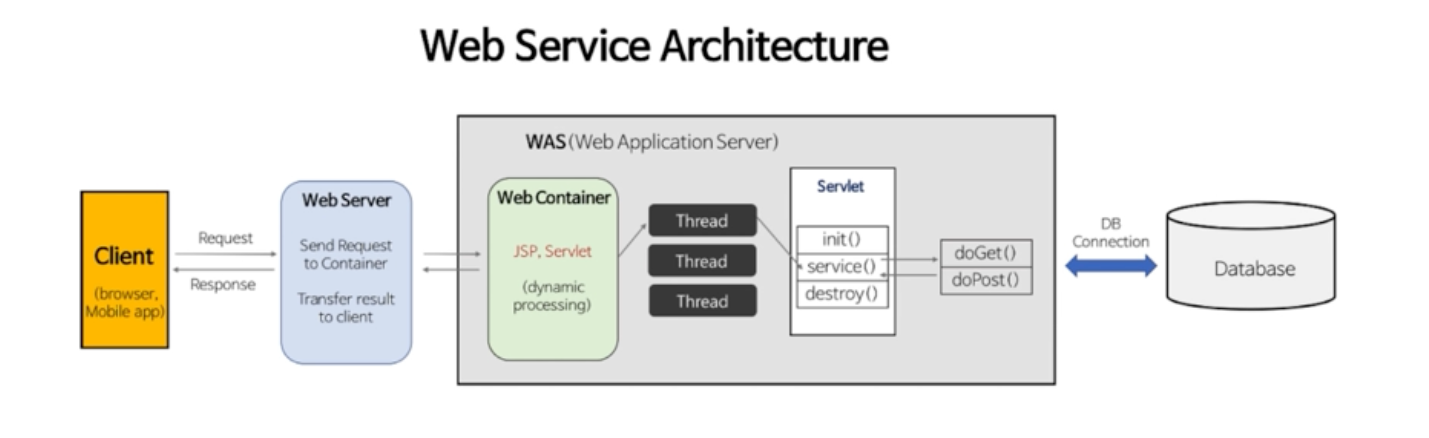 Web Service Architecture
WAS(Web Application Server)
Client
(browser,
Mobile app)
Request
Response
Web Server
Send Request
to Container
Transfer result
to client
Web Container
JSP, Servlet
(dynamic
processing)
Thread
Thread
Thread
Servlet
init()
service()
destroy()
doGet()
doPost()
DB
Connection
Database